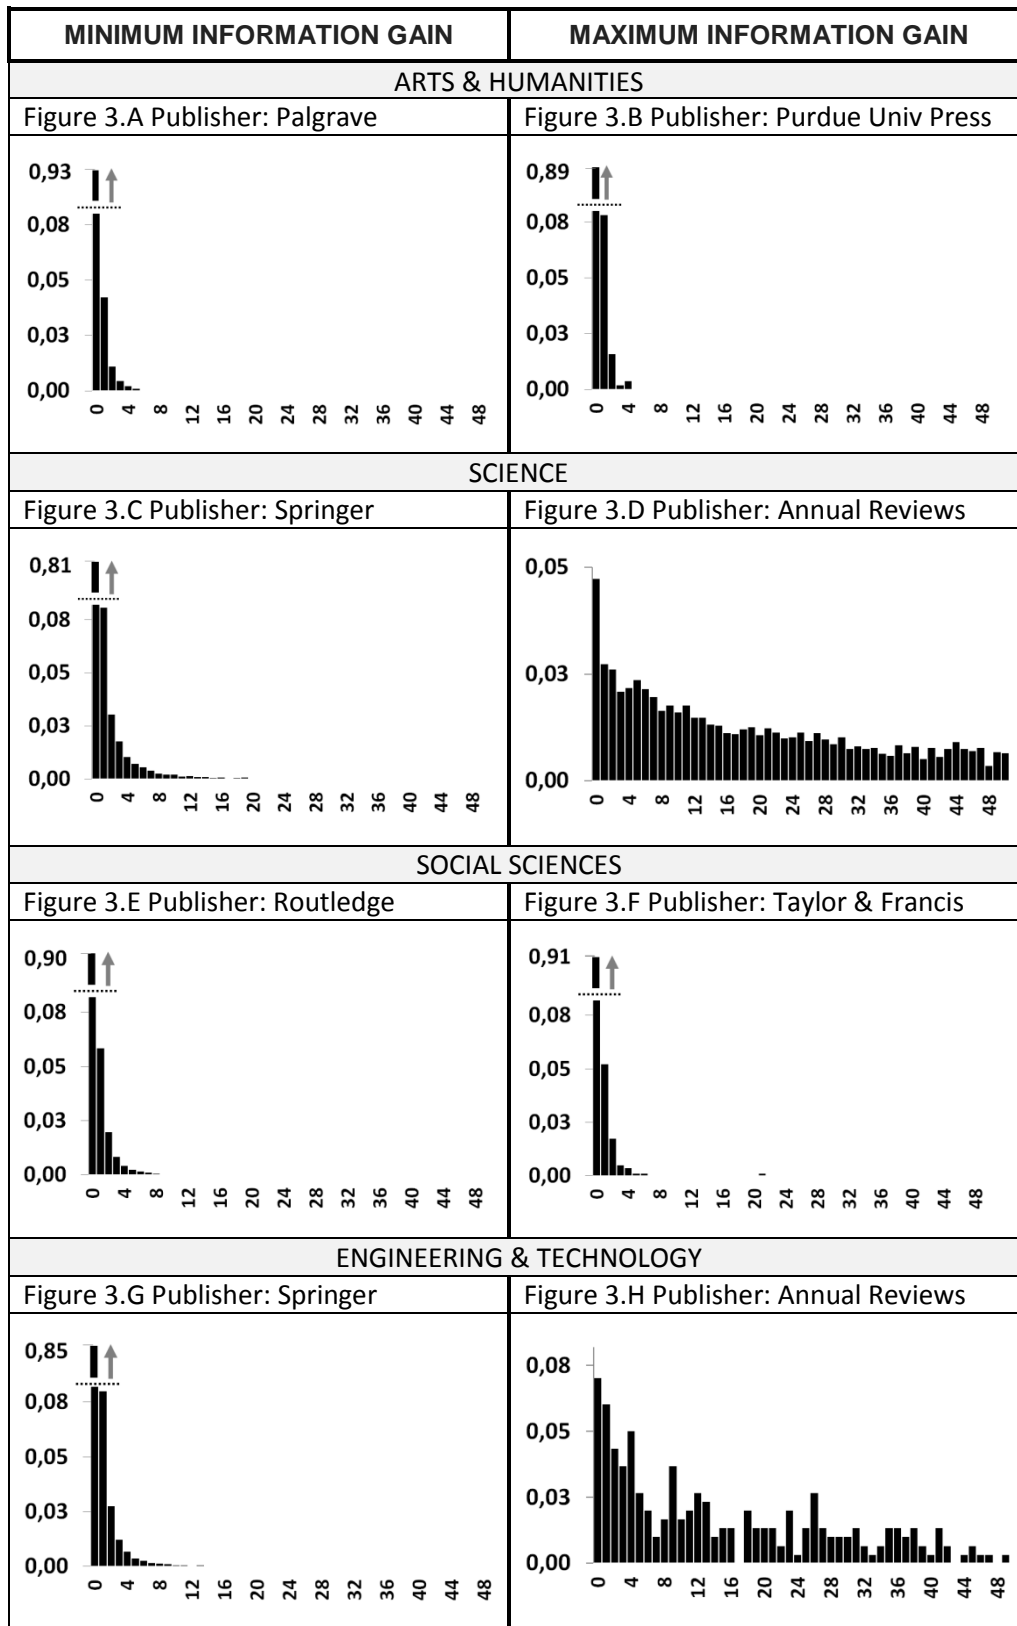 MINIMUM INFORMATION GAIN MAXIMUM INFORMATION GAIN
ARTS & HUMANITIES
Figure 3.A Publisher: Palgrave
0,93
0,08
0,05
0,03
0,00
0 4 8 12 16 20 24 28 32 36 40 44 48
Figure 3.B Publisher: Purdue Univ Press
0,89
0,08
0,05
0,03
0,00
0 4 8 12 16 20 24 28 32 36 40 44 48
SCIENCE
Figure 3.C Publisher: Springer
0,81
0,08
0,05
0,03
0,00
0 4 8 12 16 20 24 28 32 36 40 44 48
Figure 3.D Publisher: Annual Reviews
0,05
0,03
0,00
0 4 8 12 16 20 24 28 32 36 40 44 48
SOCIAL SCIENCES
Figure 3.E Publisher: Routledge
0,90
0,08
0,05
0,03
0,00
0 4 8 12 16 20 24 28 32 36 40 44 48
Figure 3.F Publisher: Taylor & Francis
0,91
0,08
0,05
0,03
0,00
0 4 8 12 16 20 24 28 32 36 40 44 48
ENGINEERING & TECHNOLOGY
Figure 3.G Publisher: Springer
0,85
0,08
0,05
0,03
0,00
0 4 8 12 16 20 24 28 32 36 40 44 48
Figure 3.H Publisher: Annual Reviews
0,08
0,05
0,03
0,00
0 4 8 12 16 20 24 28 32 36 40 44 48